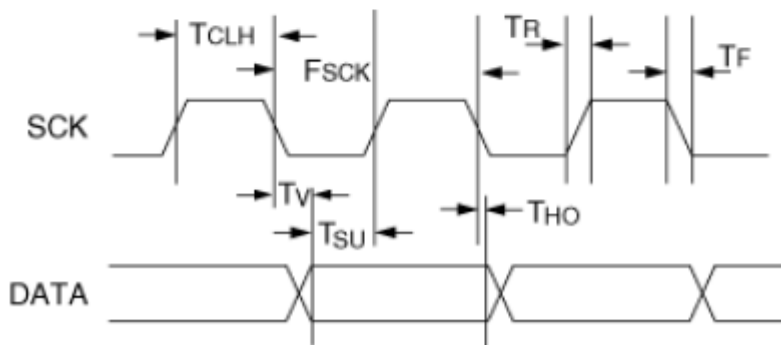 TCLH
TR
FSCK
TF
SCK
TV
THO
TSU
DATA